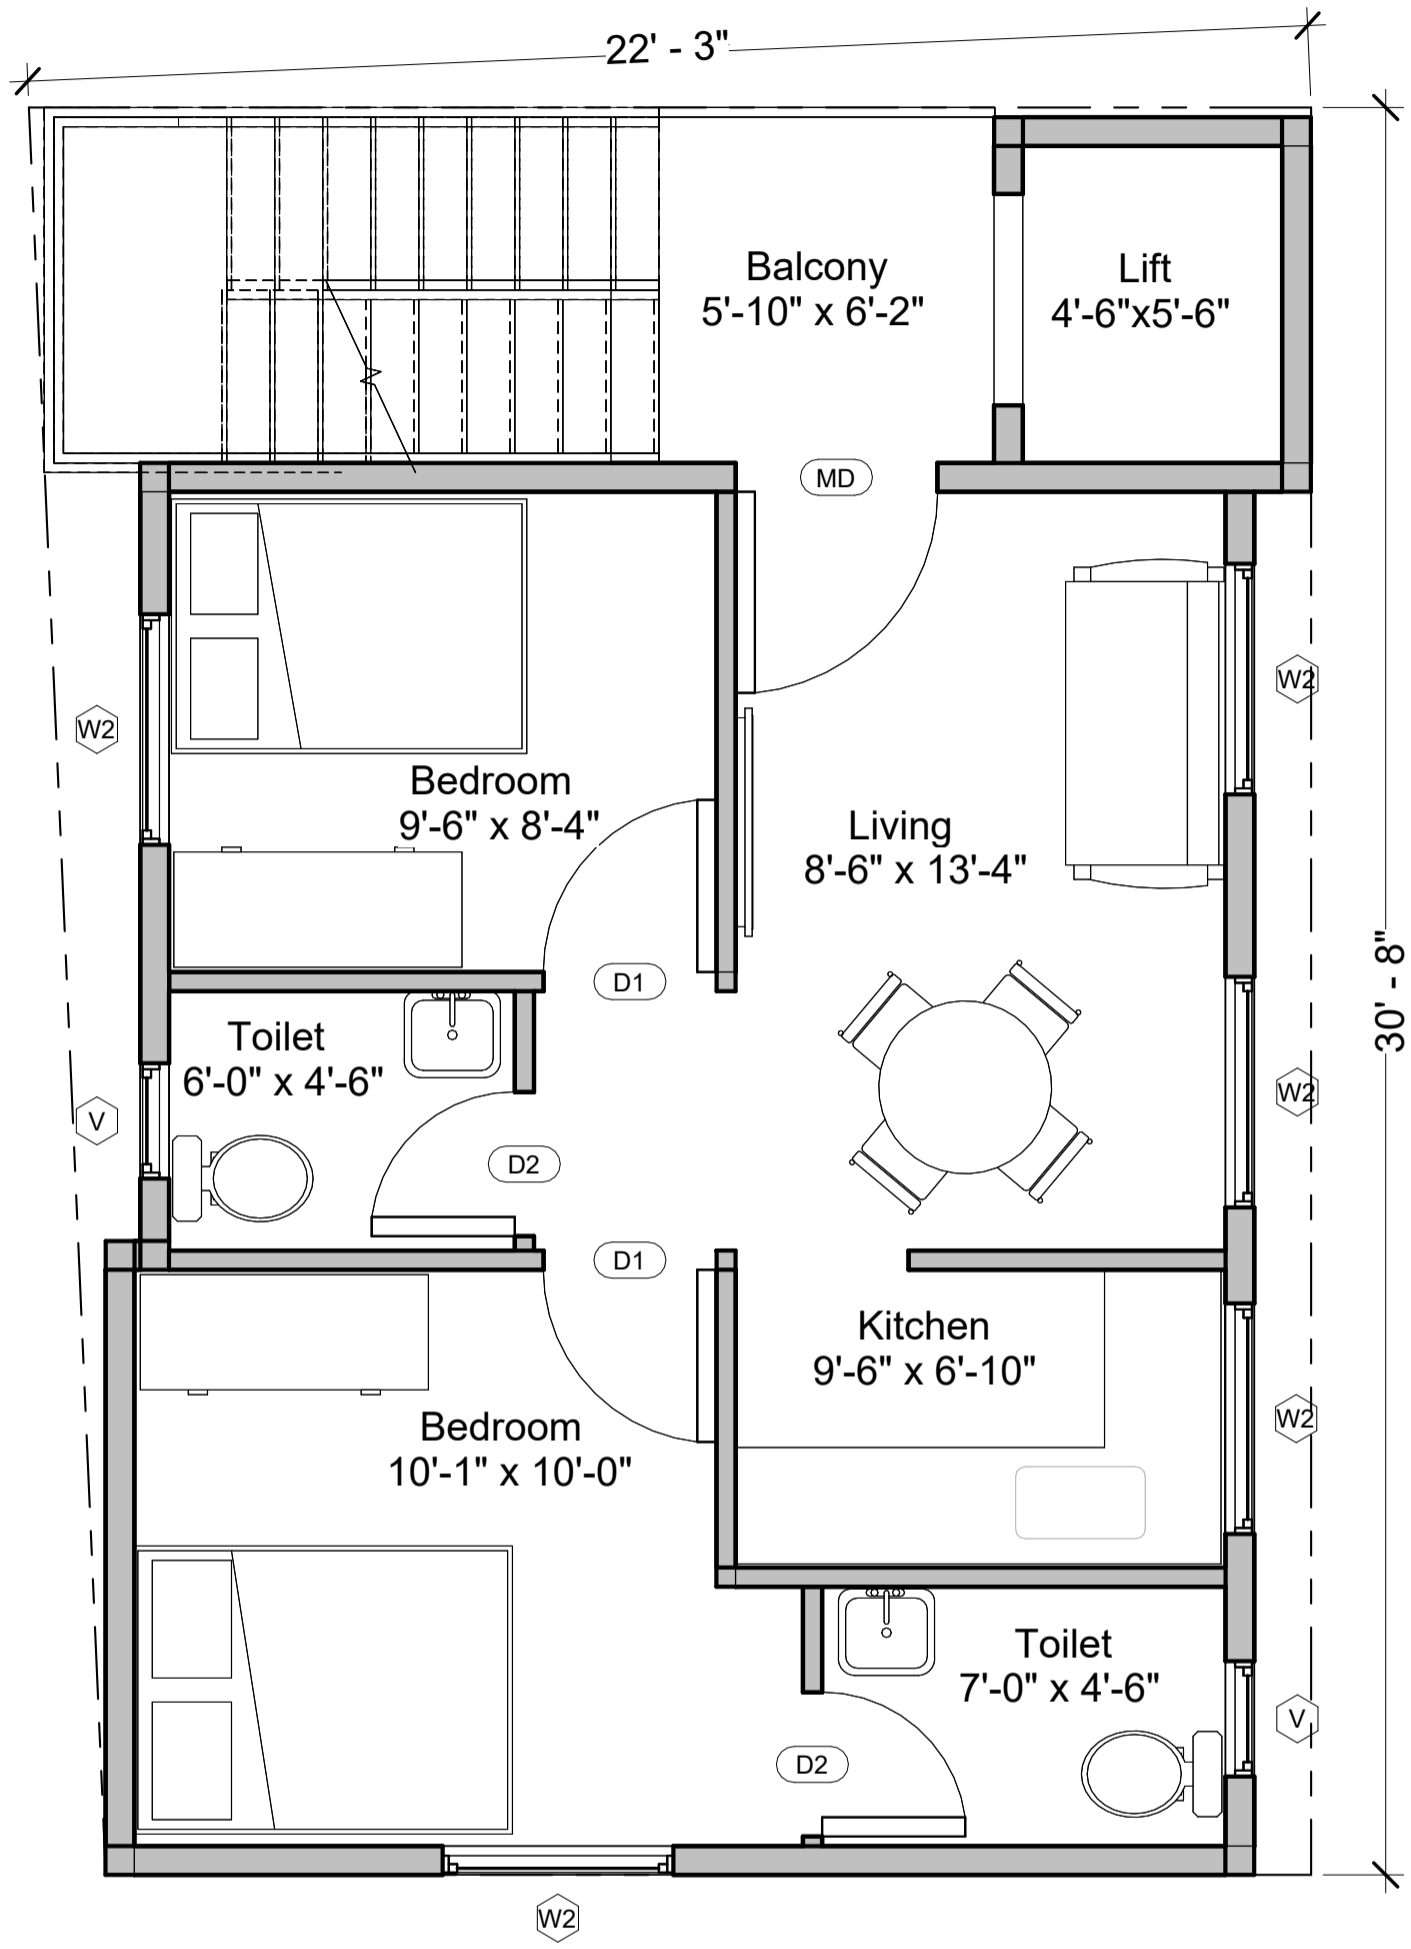 22' - 3"
Balcony
5'-10" x 6'-2"
Lift
4'-6"x5'-6"
MD
W2
W2
Bedroom
9'-6" x 8'-4"
Living
8'-6" x 13'-4"
30' - 8"
D1
Toilet
6'-0" x 4'-6"
V
W2
D2
D1
Kitchen
9'-6" x 6'-10"
W2
Bedroom
10'-1" x 10'-0"
Toilet
7'-0" x 4'-6"
V
D2
W2